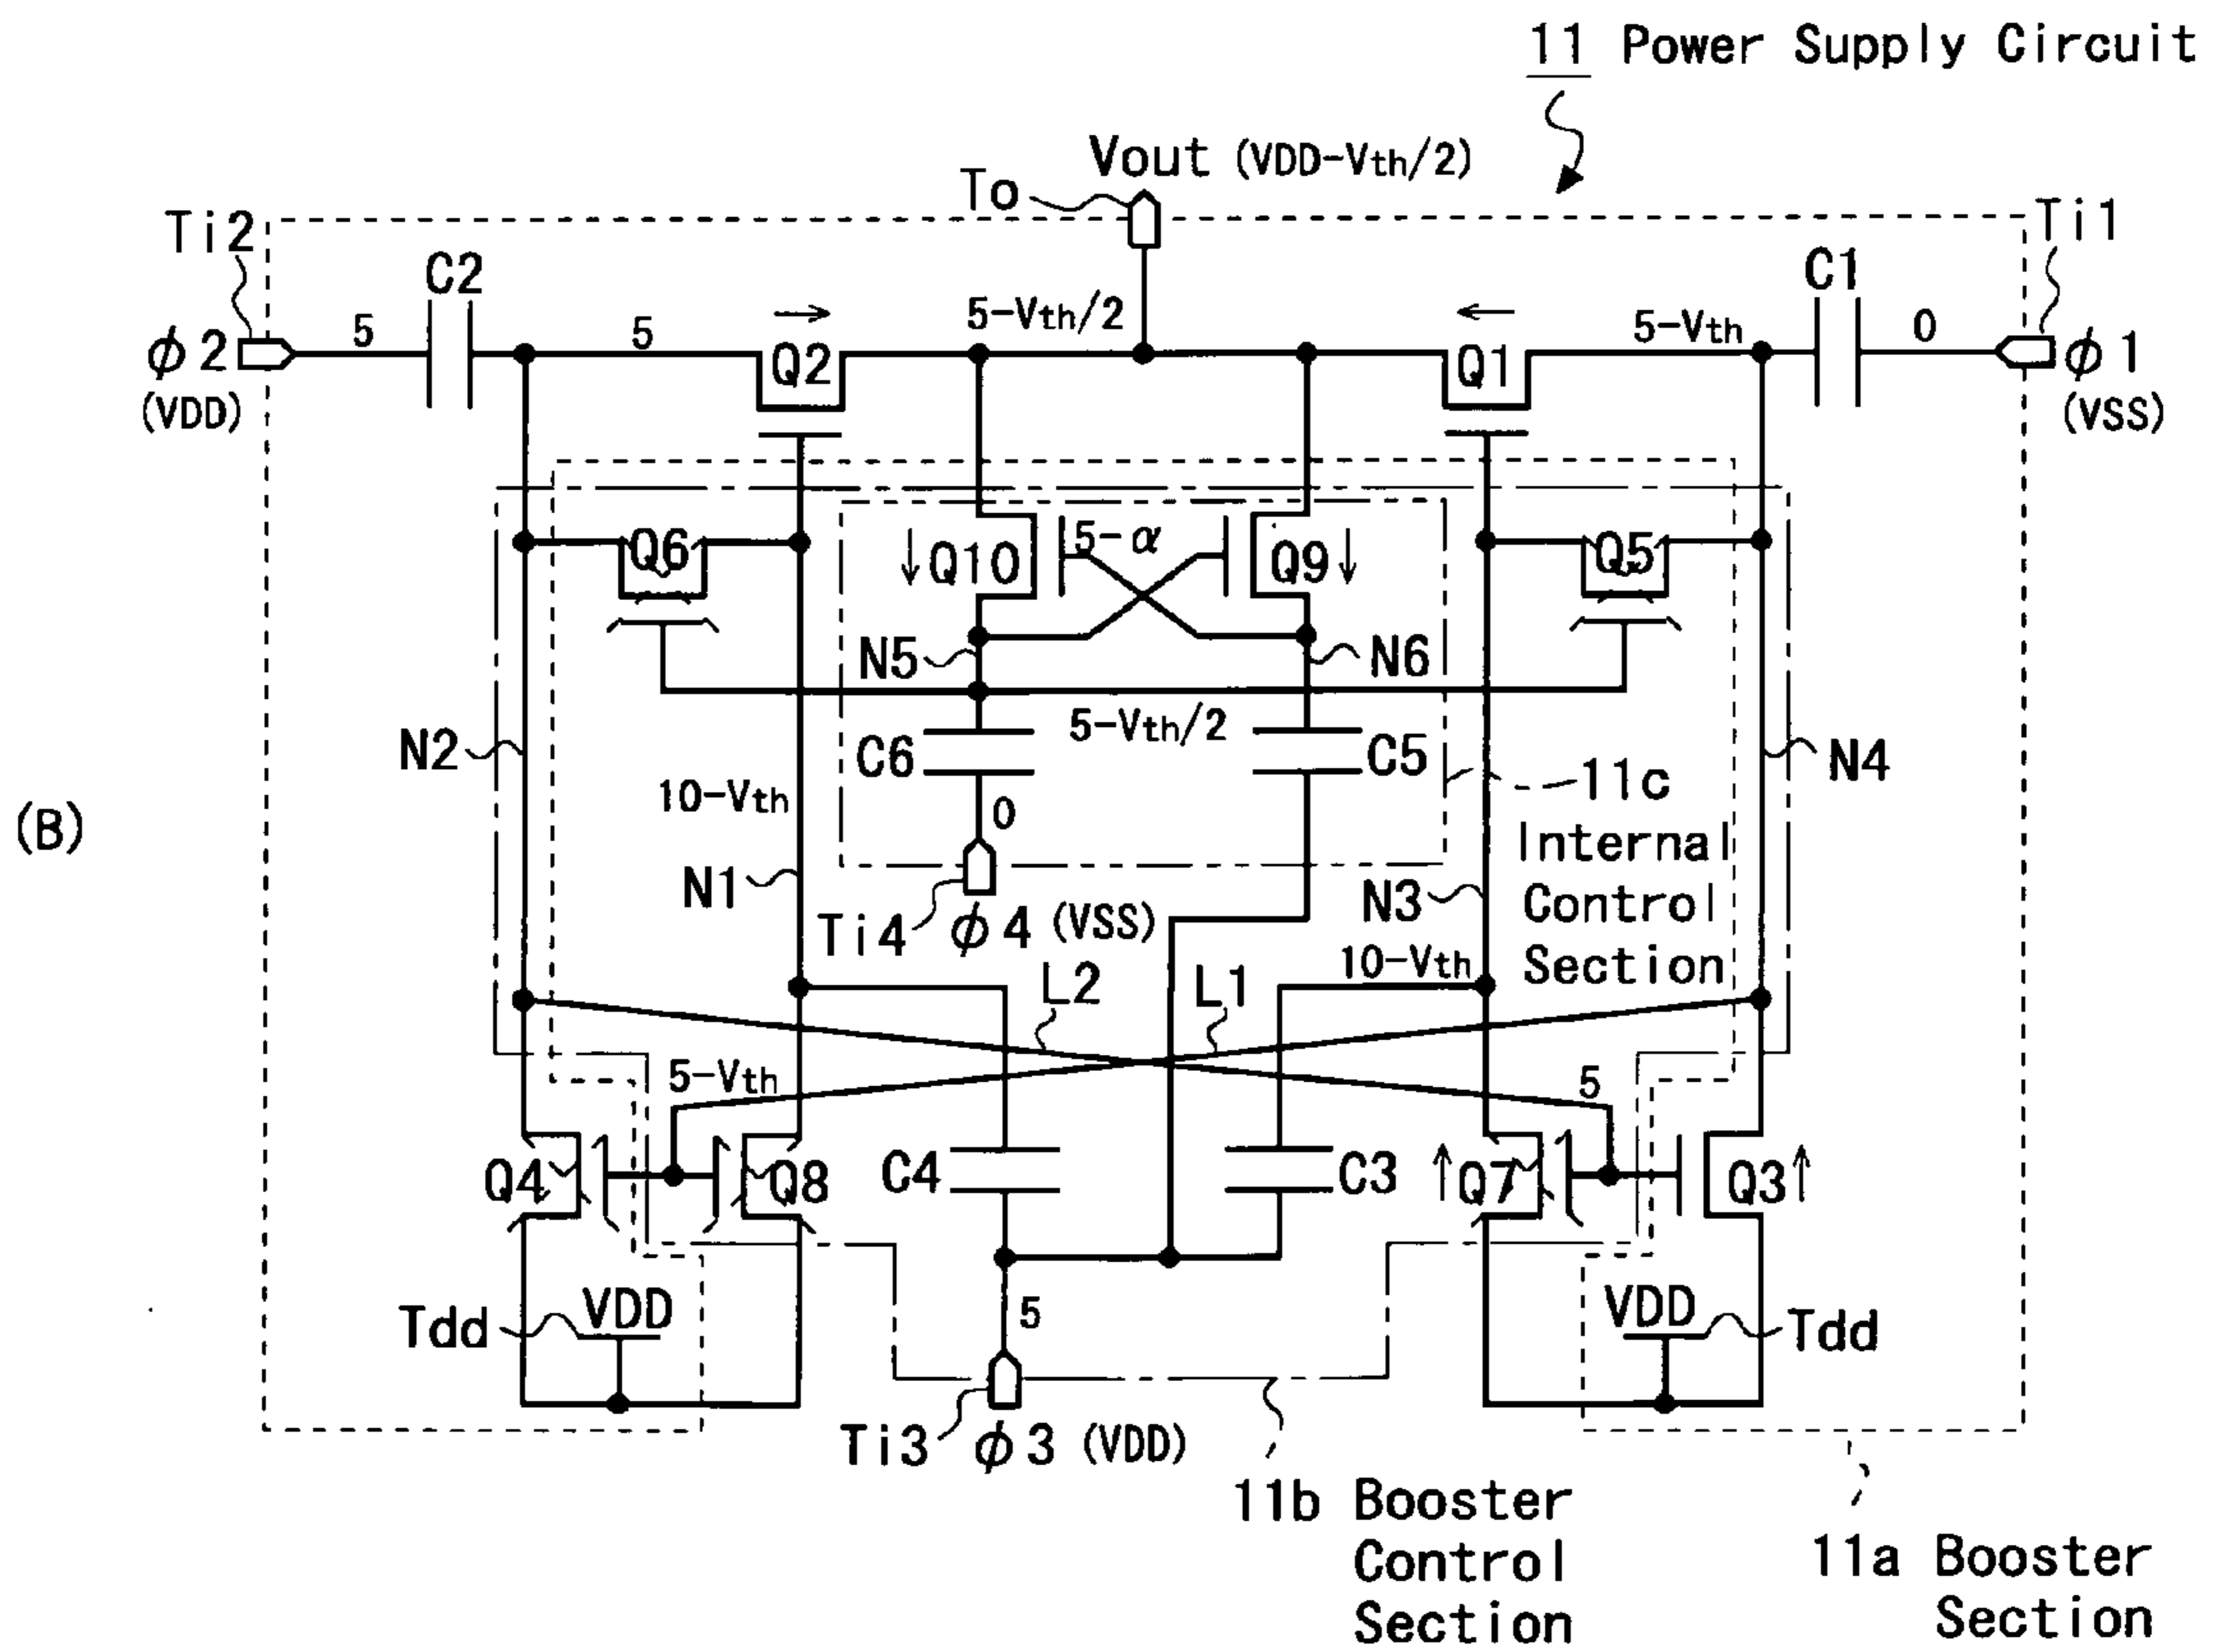 11 Power Supply Circuit
Vout (VDD-Vth/2)
To
Ti2
Ti1
C2
C1
5
5
5-Vth/2
5-Vth
0
→
←
ϕ2
Q2
Q1
ϕ1
(VDD)
(VSS)
Q6
↓Q10
5-α
Q9↓
Q5
N5
N6
5-Vth/2
N2
C6
C5
N4
11c
10-Vth
0
(B)
Internal
N1
N3
Control
Ti4
ϕ4 (VSS)
Section
L2
L1
10-Vth
5-Vth
5
Q4
Q8
C4
C3
↑Q7
Q3↑
Tdd
VDD
5
VDD
Tdd
Ti3
ϕ3 (VDD)
11b Booster
Control
Section
11a Booster
Section